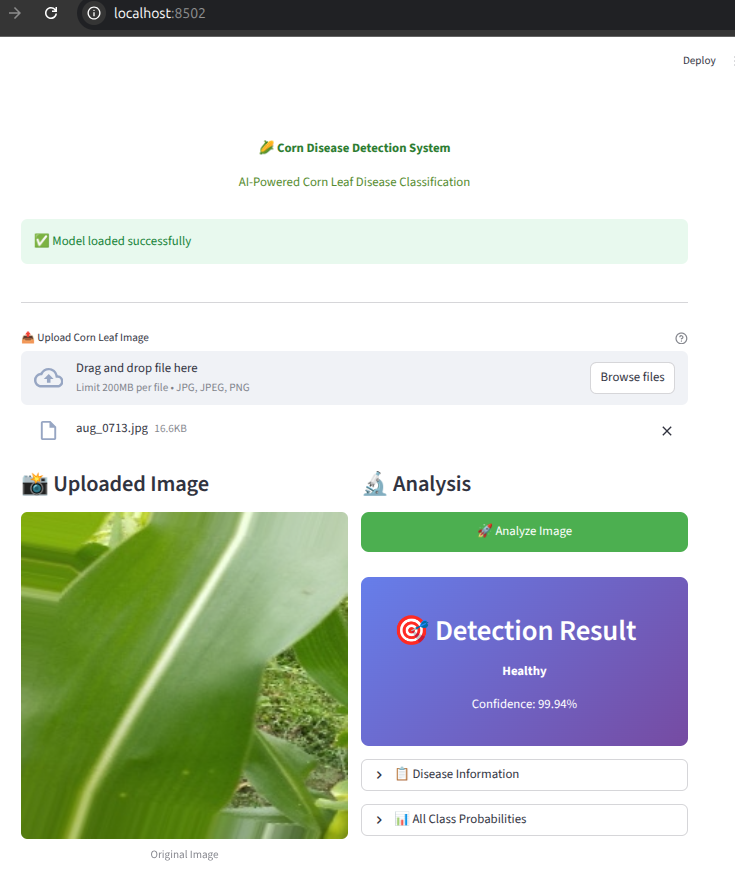 localhost:8502
Deploy
🌽 Corn Disease Detection System
AI-Powered Corn Leaf Disease Classification
✅ Model loaded successfully
📤 Upload Corn Leaf Image
Drag and drop file here
Limit 200MB per file • JPG, JPEG, PNG
Browse files
aug_0713.jpg 16.6KB
📸 Uploaded Image
🔬 Analysis
🚀 Analyze Image
🎯 Detection Result
Healthy
Confidence: 99.94%
📋 Disease Information
📊 All Class Probabilities
Original Image